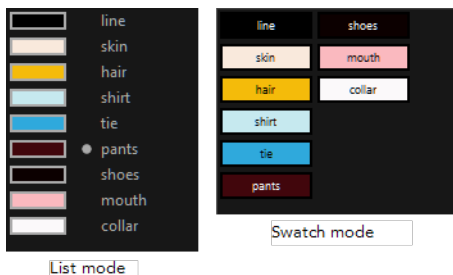 line
skin
hair
shirt
tie
pants
shoes
mouth
collar
List mode
line shoes
skin mouth
hair collar
shirt
tie
pants
Swatch mode